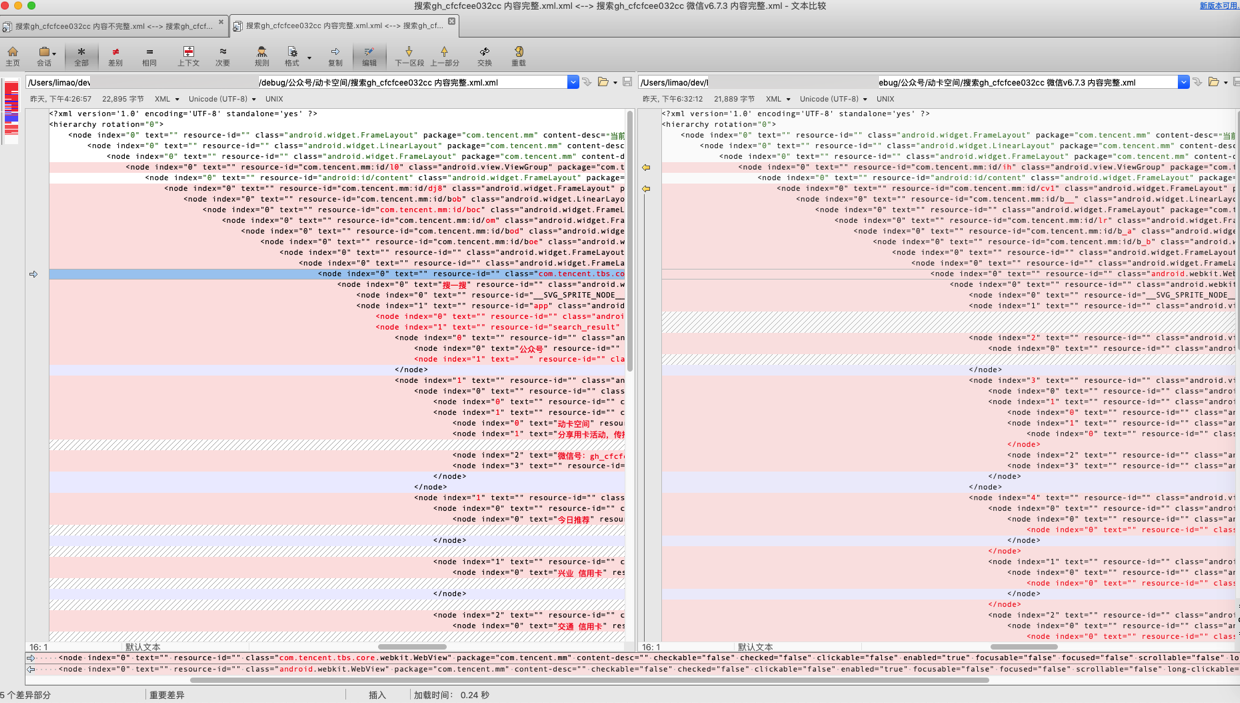 搜索gh_cfcfcee032cc 内容完整.xml.xml <--> 搜索gh_cfcfcee032cc 微信v6.7.3 内容完整.xml - 文本比较
新版本可用.
搜索gh_cfcfcee032cc 内容不完整.xml <--> 搜索gh_cfcf...
搜索gh_cfcfcee032cc 内容完整.xml.xml <--> 搜索gh_cf...
主页 会话 全部 差别 相同 上下文 次要 规则 格式 复制 编辑 下一区段 上一部分 交换 重载
/Users/limao/dev /debug/公众号/动卡空间/搜索gh_cfcfcee032cc 内容完整.xml.xml
/Users/limao/dev/ ebug/公众号/动卡空间/搜索gh_cfcfcee032cc 微信v6.7.3 内容完整.xml
昨天, 下午4:26:57 22,895 字节 XML Unicode (UTF-8) UNIX
昨天, 下午6:32:12 21,889 字节 XML Unicode (UTF-8) UNIX
<?xml version='1.0' encoding='UTF-8' standalone='yes' ?>
<hierarchy rotation="0">
<node index="0" text="" resource-id="" class="android.widget.FrameLayout" package="com.tencent.mm" content-desc="当前
<node index="0" text="" resource-id="" class="android.widget.LinearLayout" package="com.tencent.mm" content-desc
<node index="0" text="" resource-id="" class="android.widget.FrameLayout" package="com.tencent.mm" content
<node index="0" text="" resource-id="com.tencent.mm:id/l0" class="android.view.ViewGroup" package="com.t
<node index="0" text="" resource-id="android:id/content" class="android.widget.FrameLayout" package=
<node index="0" text="" resource-id="com.tencent.mm:id/dj8" class="android.widget.FrameLayout" p
<node index="0" text="" resource-id="com.tencent.mm:id/bob" class="android.widget.LinearLayo
<node index="0" text="" resource-id="com.tencent.mm:id/boc" class="android.widget.FrameL
<node index="0" text="" resource-id="com.tencent.mm:id/om" class="android.widget.Fra
<node index="0" text="" resource-id="com.tencent.mm:id/bod" class="android.widge
<node index="0" text="" resource-id="com.tencent.mm:id/boe" class="android.w
<node index="0" text="" resource-id="" class="android.widget.FrameLayout
<node index="0" text="" resource-id="" class="android.widget.FrameLa
<node index="0" text="" resource-id="" class="com.tencent.tbs.co
<node index="0" text="搜一搜" resource-id="" class="android.w
<node index="0" text="" resource-id="__SVG_SPRITE_NODE__
<node index="1" text="" resource-id="app" class="android
<node index="0" text="" resource-id="" class="androi
<node index="1" text="" resource-id="search_result"
<node index="0" text="" resource-id="" class="an
<node index="0" text="公众号" resource-id=""
<node index="1" text=" " resource-id="" cla
</node>
<node index="1" text="" resource-id="" class="an
<node index="0" text="" resource-id="" class
<node index="0" text="" resource-id="" c
<node index="1" text="" resource-id="" c
<node index="0" text="动卡空间" resou
<node index="1" text="分享用卡活动, 传
<node index="2" text="微信号: gh_cfcfc
<node index="3" text="" resource-id=
</node>
</node>
<node index="1" text="" resource-id="" class
<node index="0" text="" resource-id="" c
<node index="0" text="今日推荐" resou
</node>
<node index="1" text="" resource-id="" c
<node index="0" text="兴业 信用卡" res
</node>
<node index="2" text="" resource-id="" c
<node index="0" text="交通 信用卡" res
<?xml version='1.0' encoding='UTF-8' standalone='yes' ?>
<hierarchy rotation="0">
<node index="0" text="" resource-id="" class="android.widget.FrameLayout" package="com.tencent.mm" content-desc="当前
<node index="0" text="" resource-id="" class="android.widget.LinearLayout" package="com.tencent.mm" content-desc
<node index="0" text="" resource-id="" class="android.widget.FrameLayout" package="com.tencent.mm" content
<node index="0" text="" resource-id="com.tencent.mm:id/ih" class="android.view.ViewGroup" package="com.t
<node index="0" text="" resource-id="android:id/content" class="android.widget.FrameLayout" package=
<node index="0" text="" resource-id="com.tencent.mm:id/cv1" class="android.widget.FrameLayout" p
<node index="0" text="" resource-id="com.tencent.mm:id/b__" class="android.widget.LinearLayo
<node index="0" text="" resource-id="" class="android.widget.FrameLayout" package="com.t
<node index="0" text="" resource-id="com.tencent.mm:id/lr" class="android.widget.Fra
<node index="0" text="" resource-id="com.tencent.mm:id/b_a" class="android.widge
<node index="0" text="" resource-id="com.tencent.mm:id/b_b" class="android.w
<node index="0" text="" resource-id="" class="android.widget.FrameLayout
<node index="0" text="" resource-id="" class="android.widget.FrameLa
<node index="0" text="" resource-id="" class="android.webkit.Web
<node index="0" text="" resource-id="" class="android.webkit
<node index="0" text="" resource-id="__SVG_SPRITE_NODE__
<node index="1" text="" resource-id="" class="android.vi
<node index="2" text="" resource-id="" class="android.vi
<node index="0" text="" resource-id="" class="andro
</node>
<node index="3" text="" resource-id="" class="android.vi
<node index="0" text="" resource-id="" class="andro
<node index="1" text="" resource-id="" class="andro
<node index="0" text="" resource-id="" class="an
<node index="1" text="" resource-id="" class="an
<node index="0" text="" resource-id="" class
</node>
<node index="2" text="" resource-id="" class="an
<node index="3" text="" resource-id="" class="an
</node>
</node>
<node index="4" text="" resource-id="" class="android.vi
<node index="0" text="" resource-id="" class="andro
<node index="0" text="" resource-id="" class="an
<node index="0" text="" resource-id="" class
</node>
</node>
<node index="1" text="" resource-id="" class="andro
<node index="0" text="" resource-id="" class="an
<node index="0" text="" resource-id="" class
</node>
</node>
<node index="2" text="" resource-id="" class="andro
<node index="0" text="" resource-id="" class="an
<node index="0" text="" resource-id="" class
16: 1 默认文本
16: 1 默认文本
<node index="0" text="" resource-id="" class="com.tencent.tbs.core.webkit.WebView" package="com.tencent.mm" content-desc="" checkable="false" checked="false" clickable="false" enabled="true" focusable="false" focused="false" scrollable="false" lo
<node index="0" text="" resource-id="" class="android.webkit.WebView" package="com.tencent.mm" content-desc="" checkable="false" checked="false" clickable="false" enabled="true" focusable="false" focused="false" scrollable="false" long-clickable=
5 个差异部分 重要差异 插入 加载时间: 0.24 秒